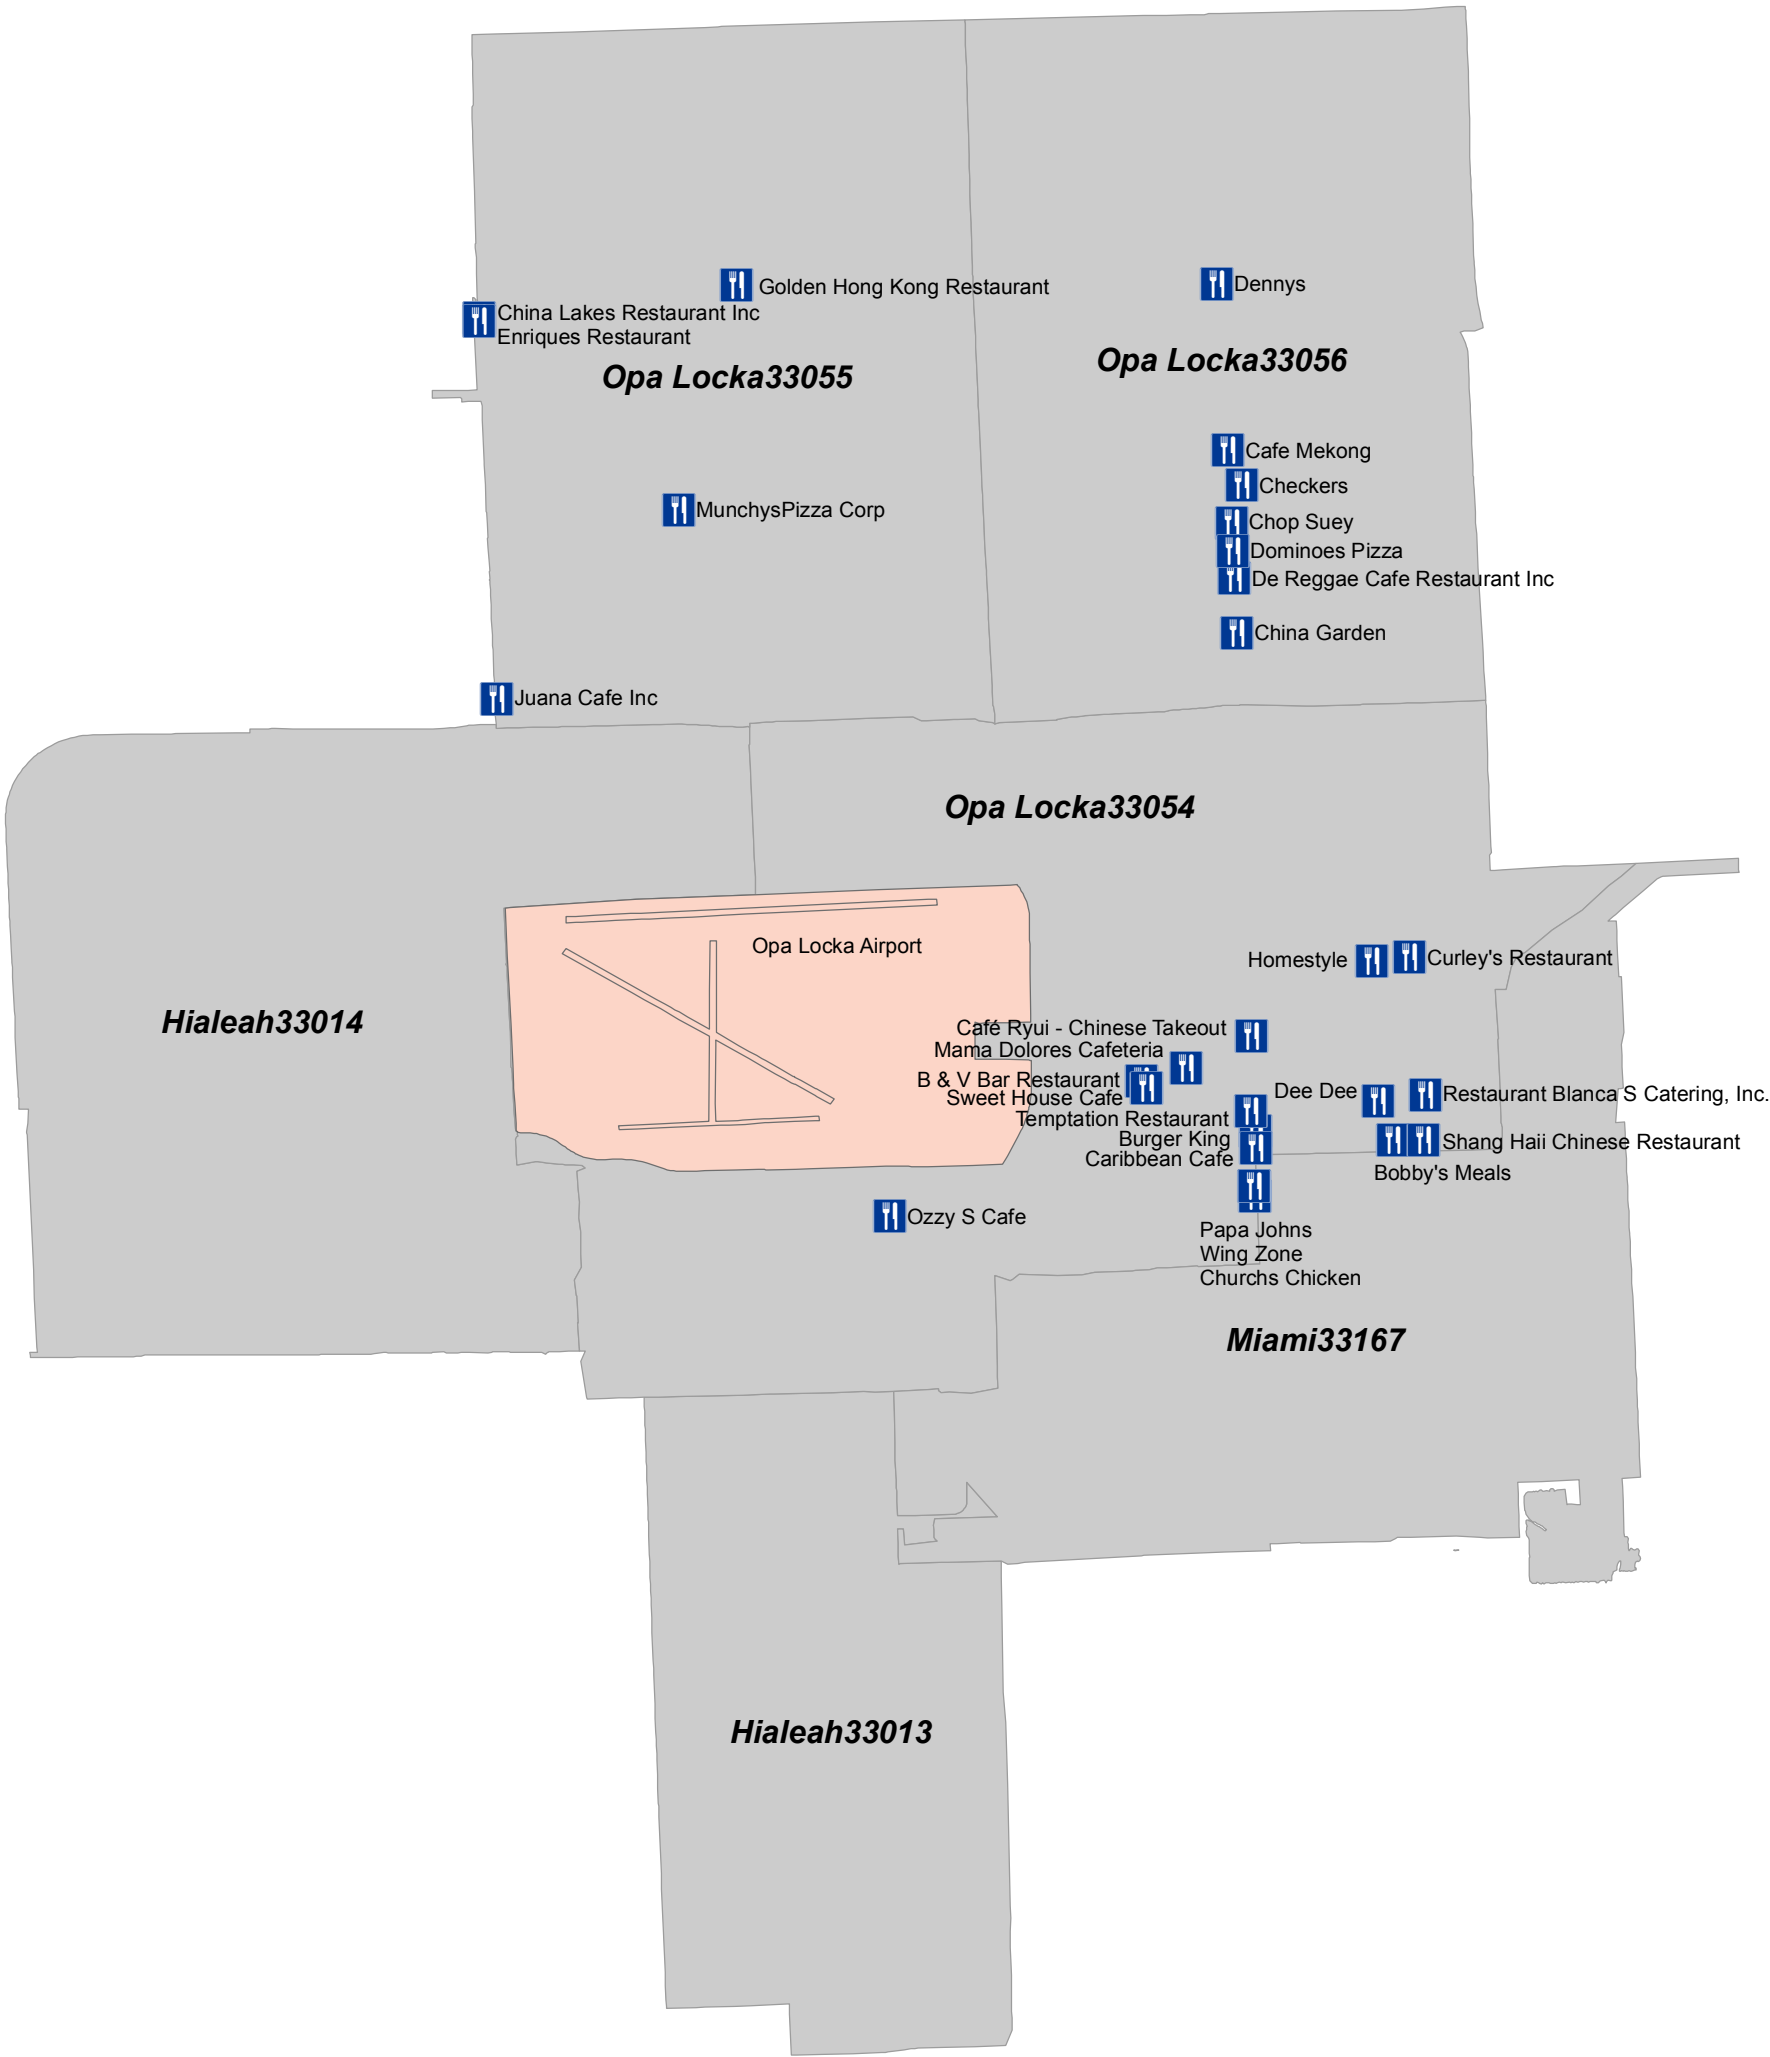 Golden Hong Kong Restaurant
Dennys
China Lakes Restaurant Inc
Enriques Restaurant
Opa Locka33055
Opa Locka33056
Cafe Mekong
Checkers
MunchysPizza Corp
Chop Suey
Dominoes Pizza
De Reggae Cafe Restaurant Inc
China Garden
Juana Cafe Inc
Opa Locka33054
Opa Locka Airport
Homestyle
Curley's Restaurant
Hialeah33014
Café Ryui - Chinese Takeout
Mama Dolores Cafeteria
B & V Bar Restaurant
Sweet House Cafe
Dee Dee
Restaurant Blanca S Catering, Inc.
Temptation Restaurant
Burger King
Caribbean Cafe
Shang Haii Chinese Restaurant
Bobby's Meals
Ozzy S Cafe
Papa Johns
Wing Zone
Churchs Chicken
Miami33167
Hialeah33013